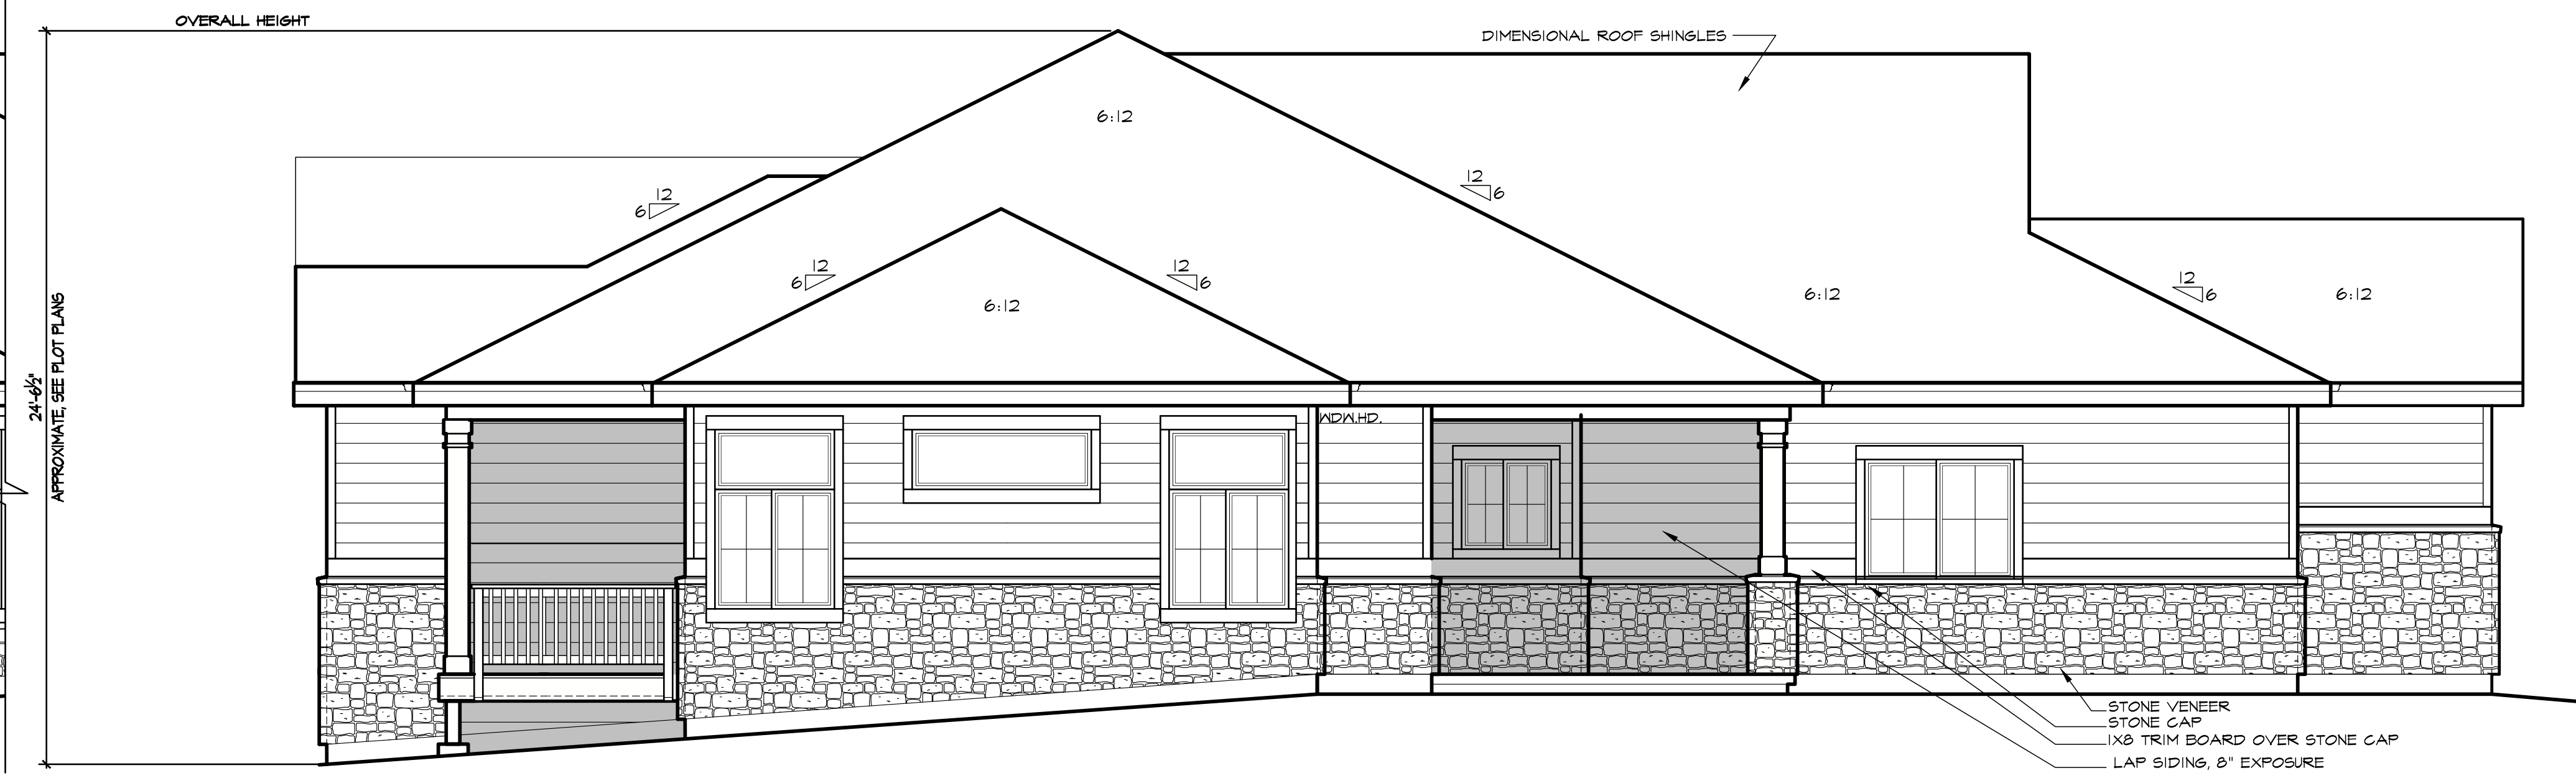 OVERALL HEIGHT
DIMENSIONAL ROOF SHINGLES
6:12
12
6
12
6
12
6
12
6
6:12
6:12
12
6
6:12
24'-6½"
APPROXIMATE, SEE PLOT PLANS
WDW.HD.
STONE VENEER
STONE CAP
1X8 TRIM BOARD OVER STONE CAP
LAP SIDING, 8" EXPOSURE